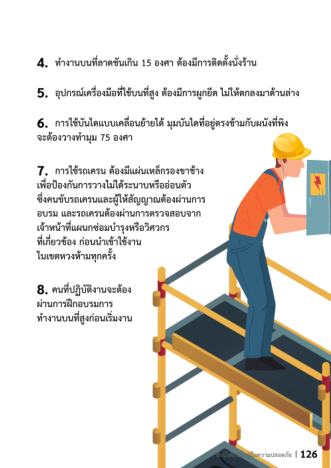 4. ทำงานบนที่ลาดชันเกิน 15 องศา ต้องมีการติดตั้งนั่งร้าน
5. อุปกรณ์เครื่องมือที่ใช้บนที่สูง ต้องมีการผูกยึด ไม่ให้ตกลงมาด้านล่าง
6. การใช้บันไดแบบเคลื่อนย้ายได้ มุมบันไดที่อยู่ตรงข้ามกับผนังที่พิง
จะต้องวางทำมุม 75 องศา
7. การใช้รถเครน ต้องมีแผ่นเหล็กรองขาช้าง
เพื่อป้องกันการวางไม่ได้ระนาบหรืออ่อนตัว
ซึ่งคนขับรถเครนและผู้ให้สัญญาณต้องผ่านการ
อบรม และรถเครนต้องผ่านการตรวจสอบจาก
เจ้าหน้าที่แผนกซ่อมบำรุงหรือวิศวกร
ที่เกี่ยวข้อง ก่อนนำเข้าใช้งาน
ในเขตหวงห้ามทุกครั้ง
8. คนที่ปฏิบัติงานจะต้อง
ผ่านการฝึกอบรมการ
ทำงานบนที่สูงก่อนเริ่มงาน
ความปลอดภัย | 126